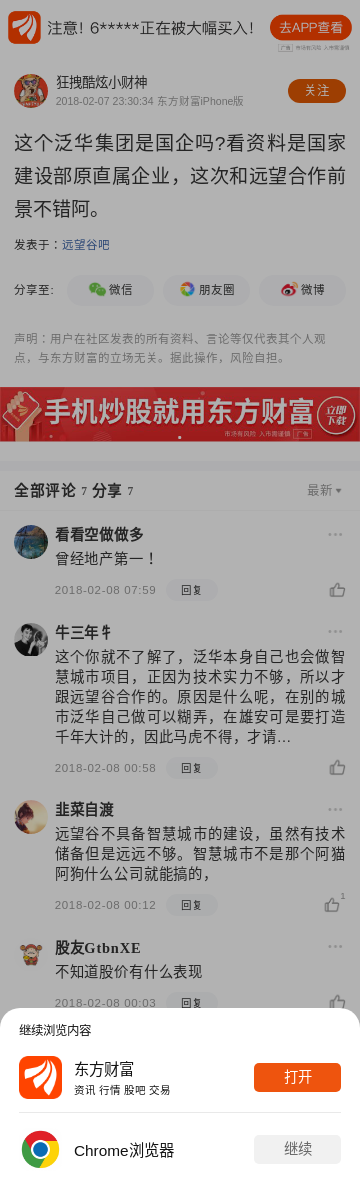 注意！6*****正在被大幅买入！
去APP查看
广告 市场有风险 入市需谨慎
狂拽酷炫小财神
2018-02-07 23:30:34 东方财富iPhone版
关注
这个泛华集团是国企吗?看资料是国家
建设部原直属企业，这次和远望合作前
景不错阿。
发表于：远望谷吧
分享至:
微信
朋友圈
微博
声明：用户在社区发表的所有资料、言论等仅代表其个人观
点，与东方财富的立场无关。据此操作，风险自担。
手机炒股就用东方财富
立即
下载
市场有风险 入市需谨慎 广告
全部评论 7 分享 7
最新
看看空做做多
曾经地产第一！
2018-02-08 07:59
回复
牛三年牜
这个你就不了解了，泛华本身自己也会做智
慧城市项目，正因为技术实力不够，所以才
跟远望谷合作的。原因是什么呢，在别的城
市泛华自己做可以糊弄，在雄安可是要打造
千年大计的，因此马虎不得，才请...
2018-02-08 00:58
回复
韭菜自渡
远望谷不具备智慧城市的建设，虽然有技术
储备但是远远不够。智慧城市不是那个阿猫
阿狗什么公司就能搞的，
2018-02-08 00:12
回复
1
股友GtbnXE
不知道股价有什么表现
2018-02-08 00:03
回复
继续浏览内容
东方财富
资讯 行情 股吧 交易
打开
Chrome浏览器
继续